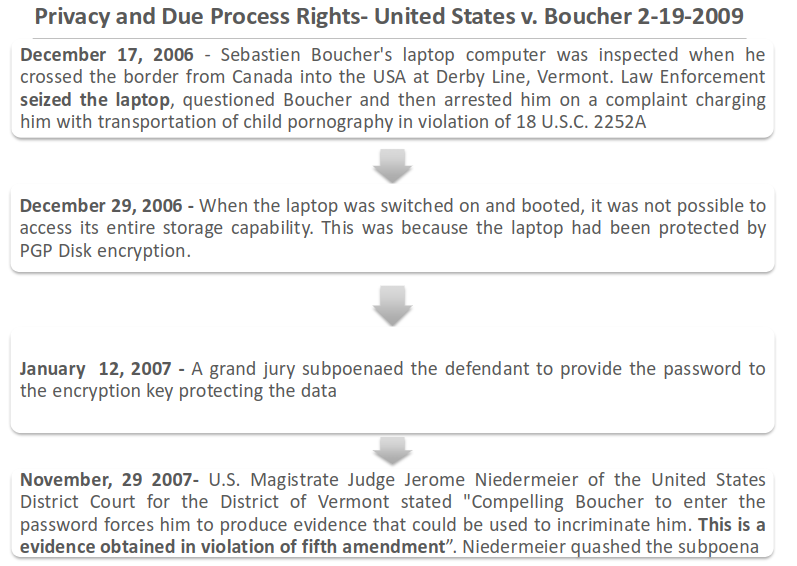 Privacy and Due Process Rights- United States v. Boucher 2-19-2009
December 17, 2006 - Sebastien Boucher's laptop computer was inspected when he
crossed the border from Canada into the USA at Derby Line, Vermont. Law Enforcement
seized the laptop, questioned Boucher and then arrested him on a complaint charging
him with transportation of child pornography in violation of 18 U.S.C. 2252A
December 29, 2006 - When the laptop was switched on and booted, it was not possible to
access its entire storage capability. This was because the laptop had been protected by
PGP Disk encryption.
January 12, 2007 - A grand jury subpoenaed the defendant to provide the password to
the encryption key protecting the data
November, 29 2007- U.S. Magistrate Judge Jerome Niedermeier of the United States
District Court for the District of Vermont stated "Compelling Boucher to enter the
password forces him to produce evidence that could be used to incriminate him. This is a
evidence obtained in violation of fifth amendment”. Niedermeier quashed the subpoena